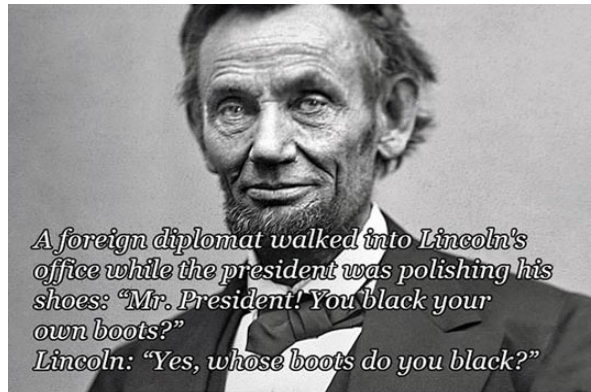 A foreign diplomat walked into Lincoln's
office while the president was polishing his
shoes: “Mr. President! You black your
own boots?”
Lincoln: “Yes, whose boots do you black?”